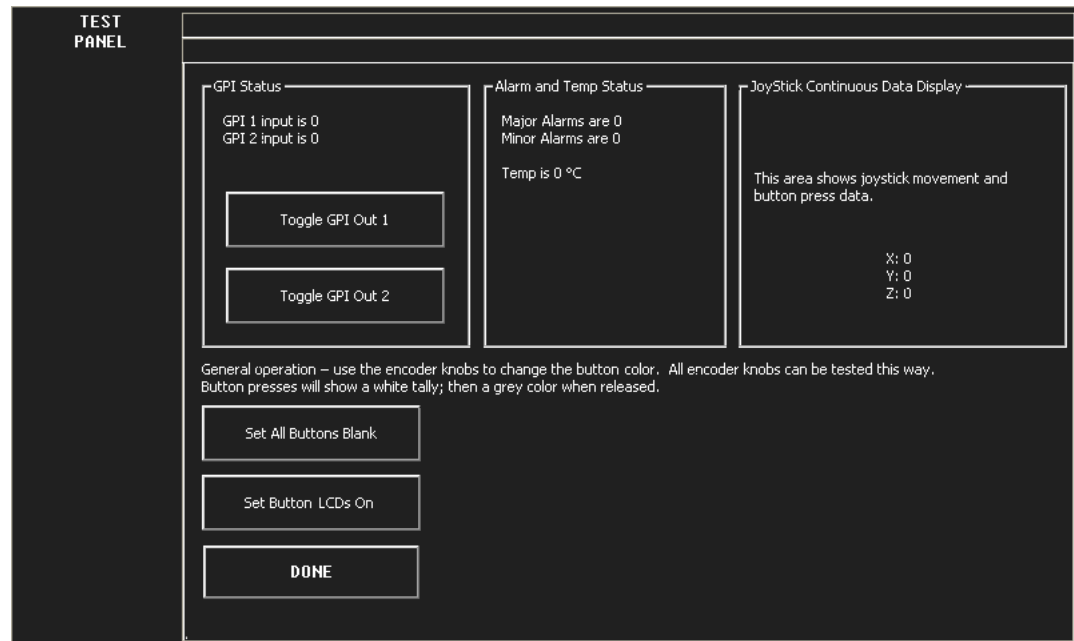 TEST
PANEL
GPI Status
GPI 1 input is 0
GPI 2 input is 0
Toggle GPI Out 1
Toggle GPI Out 2
Alarm and Temp Status
Major Alarms are 0
Minor Alarms are 0
Temp is 0 °C
JoyStick Continuous Data Display
This area shows joystick movement and
button press data.
X: 0
Y: 0
Z: 0
General operation – use the encoder knobs to change the button color. All encoder knobs can be tested this way.
Button presses will show a white tally; then a grey color when released.
Set All Buttons Blank
Set Button LCDs On
DONE